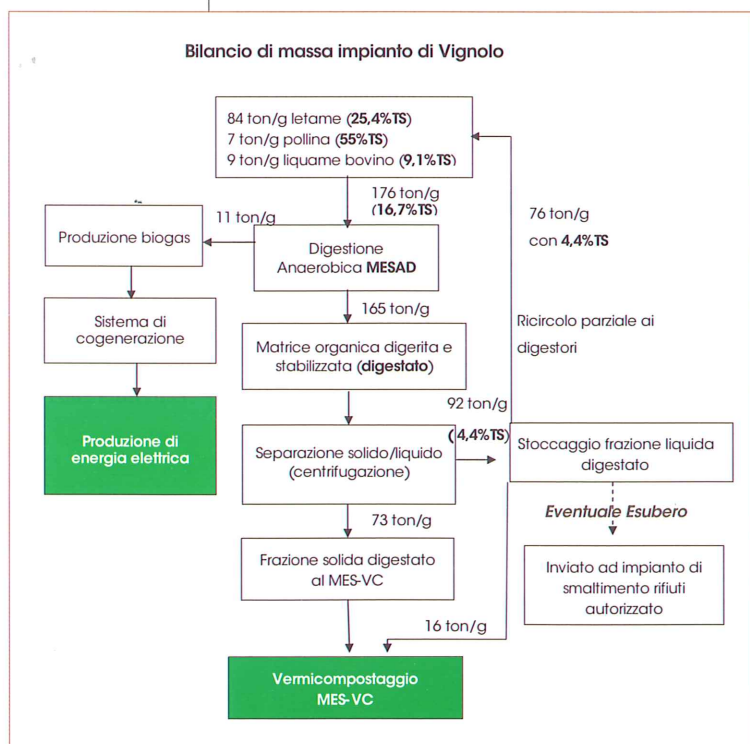 Bilancio di massa impianto di Vignolo
84 ton/g letame (25,4%TS)
7 ton/g pollina (55%TS)
9 ton/g liquame bovino (9,1%TS)
176 ton/g
(16,7%TS)
76 ton/g
con 4,4%TS
11 ton/g
Produzione biogas
Digestione
Anaerobica MESAD
165 ton/g
Sistema di
cogenerazione
Ricircolo parziale ai
digestori
Matrice organica digerita e
stabilizzata (digestato)
92 ton/g
(4,4%TS)
Produzione di
energia elettrica
Separazione solido/liquido
(centrifugazione)
Stoccaggio frazione liquida
digestato
Eventuale Esubero
73 ton/g
Frazione solida digestato
al MES-VC
Inviato ad impianto di
smaltimento rifiuti
autorizzato
16 ton/g
Vermicompostaggio
MES-VC